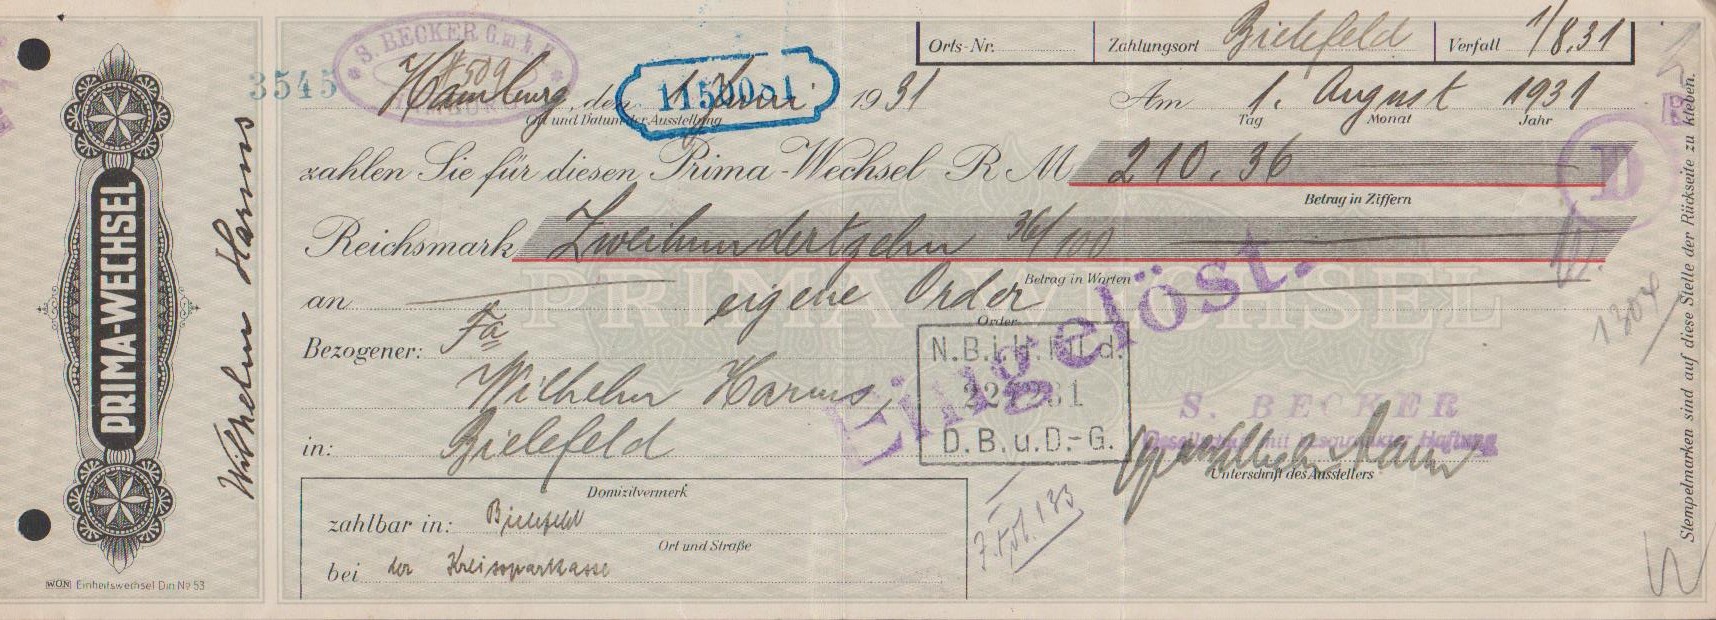 PRIMA-WECHSEL
WON Einheitswechsel Din No 53
Wilhelm Harms
3545
S. BECKER G.m.b.
Orts-Nr. Zahlungsort Bielefeld Verfall 1/8.31
Hamburg, den 1. 1931
Ort und Datum der Ausstellung
Am 1. August 1931
Tag Monat Jahr
zahlen Sie für diesen Prima-Wechsel RM 210.36
Betrag in Ziffern
D
Reichsmark Zweihundertzehn 36/100
Betrag in Worten
an eigene Order
Order
PRIMA-WECHSEL
Eingelöst.
1304
Bezogener: Fa
Wilhelm Harms,
in: Bielefeld
D.B.u.D-G.
S. BECKER
Gesellschaft mit beschränkter Haftung
Unterschrift des Ausstellers
Domizilvermerk
zahlbar in: Bielefeld
Ort und Straße
bei der Kreissparkasse
Stempelmarken sind auf diese Stelle der Rückseite zu kleben.